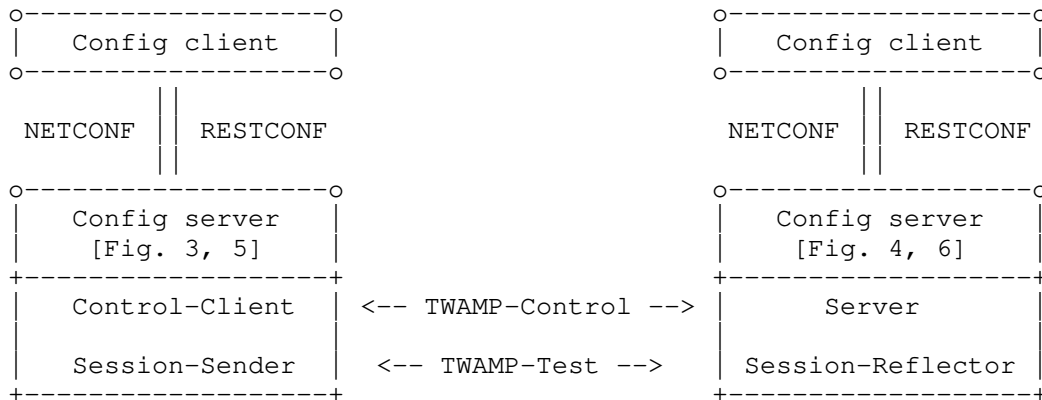 o-------------------o                        o-------------------o
|    Config client   |                        |    Config client   |
o-------------------o                        o-------------------o
        ||                                           ||
NETCONF || RESTCONF                          NETCONF || RESTCONF
        ||                                           ||
o-------------------o                        o-------------------o
|    Config server   |                        |    Config server   |
|    [Fig. 3, 5]     |                        |    [Fig. 4, 6]     |
+-------------------+                        +-------------------+
|   Control-Client   | <-- TWAMP-Control --> |       Server       |
|                    |                        |                    |
|   Session-Sender   |  <-- TWAMP-Test -->   | Session-Reflector  |
+-------------------+                        +-------------------+